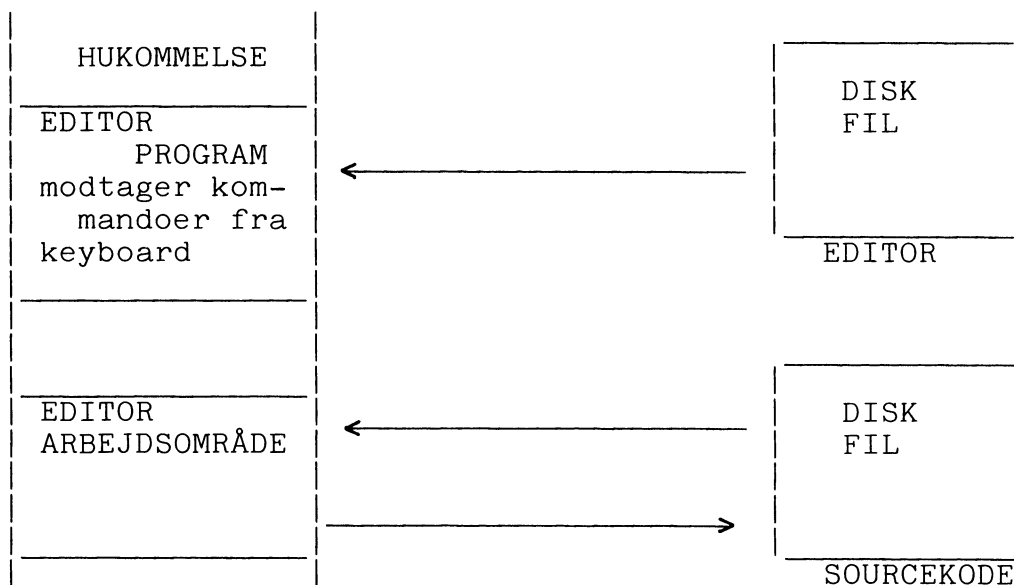 HUKOMMELSE
EDITOR
PROGRAM
modtager kom-
mandoer fra
keyboard
DISK
FIL
EDITOR
EDITOR
ARBEJDSOMRÅDE
DISK
FIL
SOURCEKODE